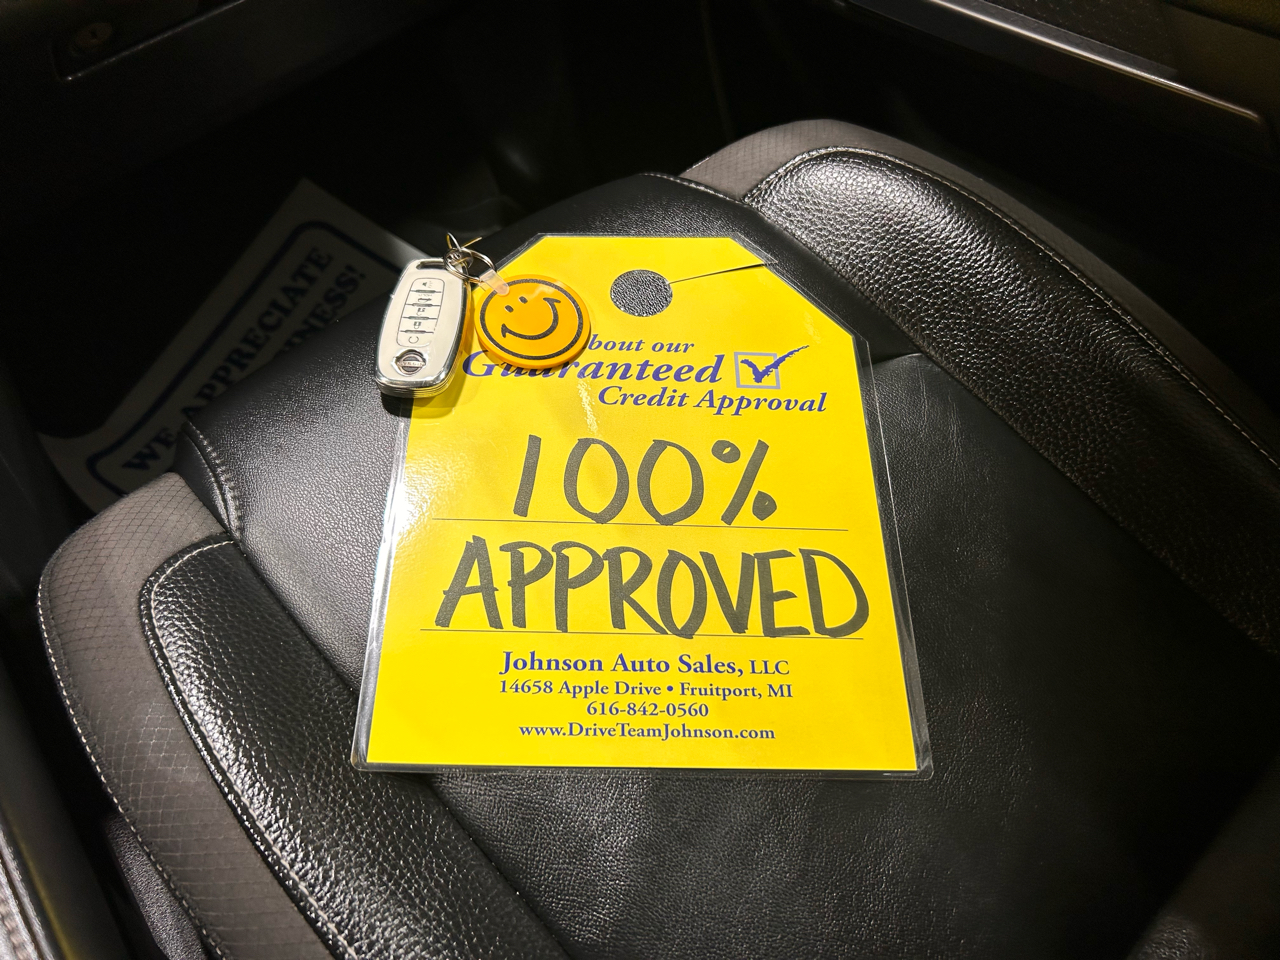 WE APPRECIATE
bout our
Guaranteed
Credit Approval
100%
APPROVED
Johnson Auto Sales, LLC
14658 Apple Drive • Fruitport, MI
616-842-0560
www.DriveTeamJohnson.com